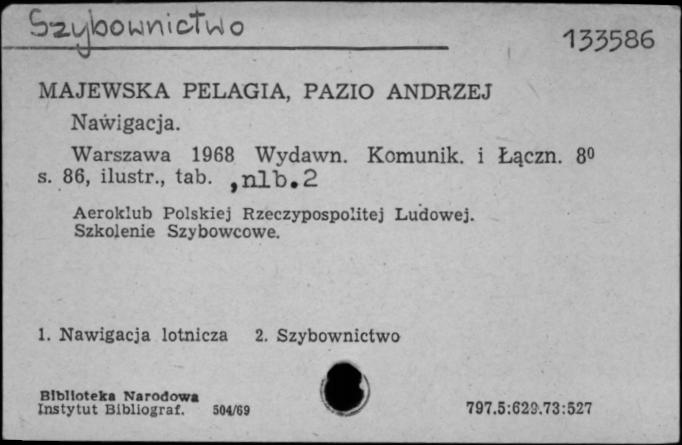 Szybownictwo
133586
MAJEWSKA PELAGIA, PAZIO ANDRZEJ
Nawigacja.
Warszawa 1968 Wydawn. Komunik. i Łączn. 8⁰
s. 86, ilustr., tab. ,nlb.2
Aeroklub Polskiej Rzeczypospolitej Ludowej.
Szkolenie Szybowcowe.
1. Nawigacja lotnicza 2. Szybownictwo
Biblioteka Narodowa
Instytut Bibliograf. 504/69
797.5:629.73:527